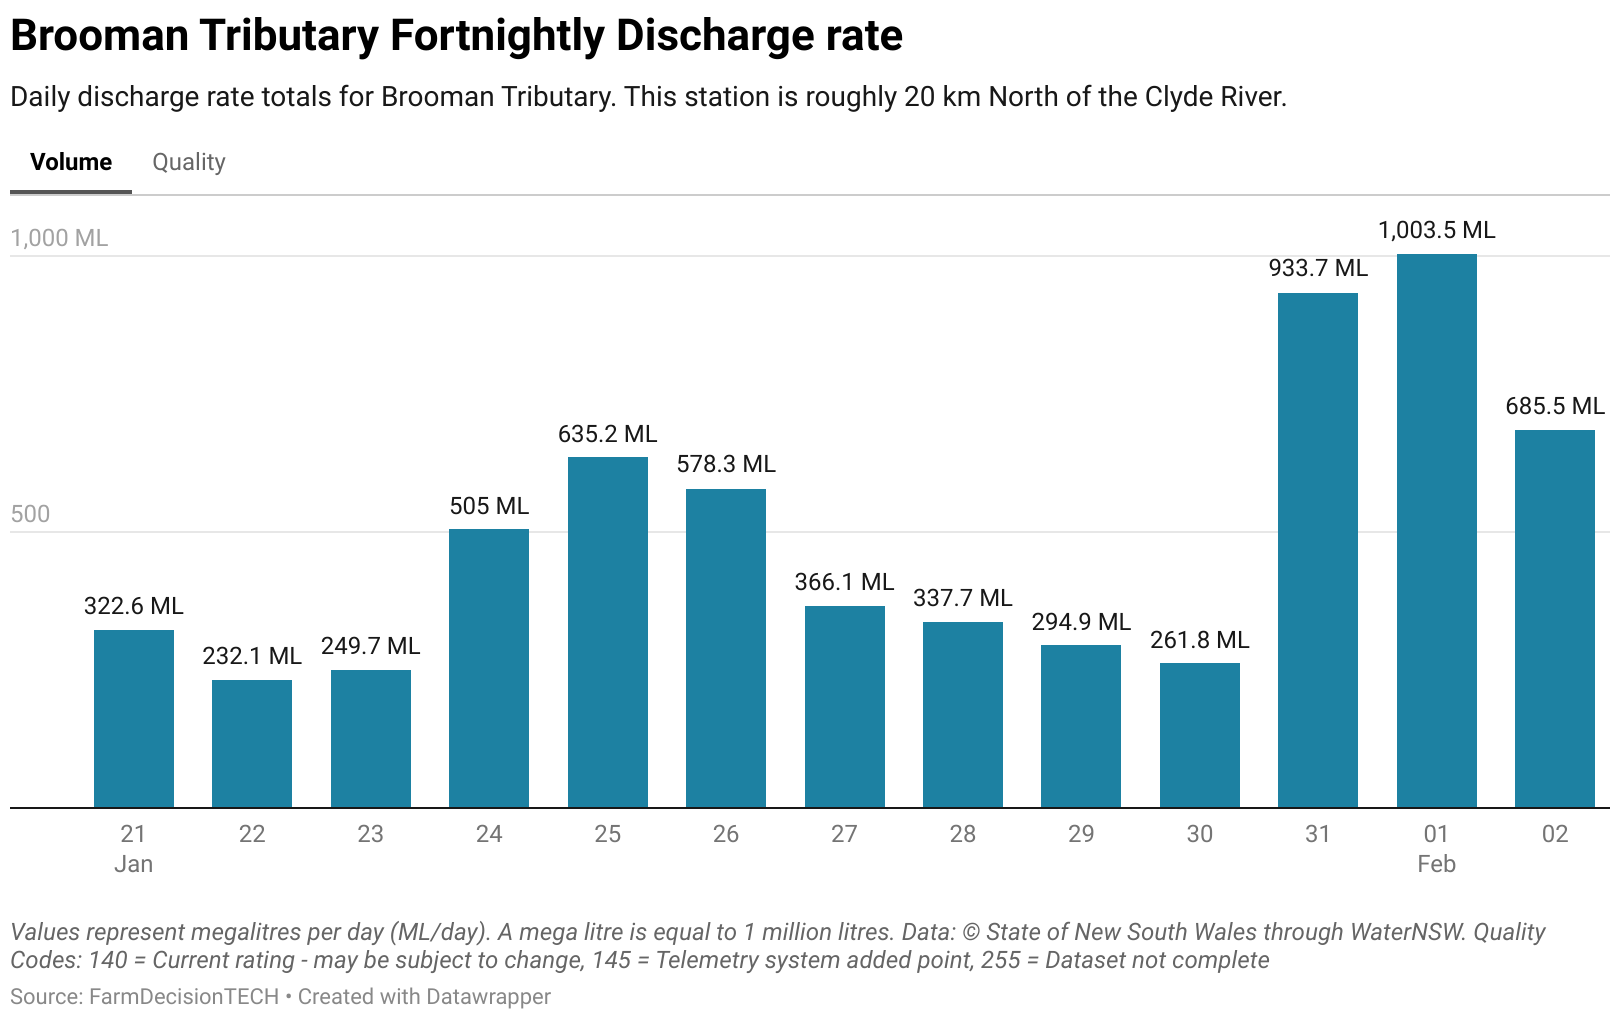 Brooman Tributary Fortnightly Discharge rate
Daily discharge rate totals for Brooman Tributary. This station is roughly 20 km North of the Clyde River.
Volume Quality
1,000 ML
500
322.6 ML
232.1 ML
249.7 ML
505 ML
635.2 ML
578.3 ML
366.1 ML
337.7 ML
294.9 ML
261.8 ML
933.7 ML
1,003.5 ML
685.5 ML
21 22 23 24 25 26 27 28 29 30 31 01 02
Jan Feb
Values represent megalitres per day (ML/day). A mega litre is equal to 1 million litres. Data: © State of New South Wales through WaterNSW. Quality
Codes: 140 = Current rating - may be subject to change, 145 = Telemetry system added point, 255 = Dataset not complete
Source: FarmDecisionTECH • Created with Datawrapper